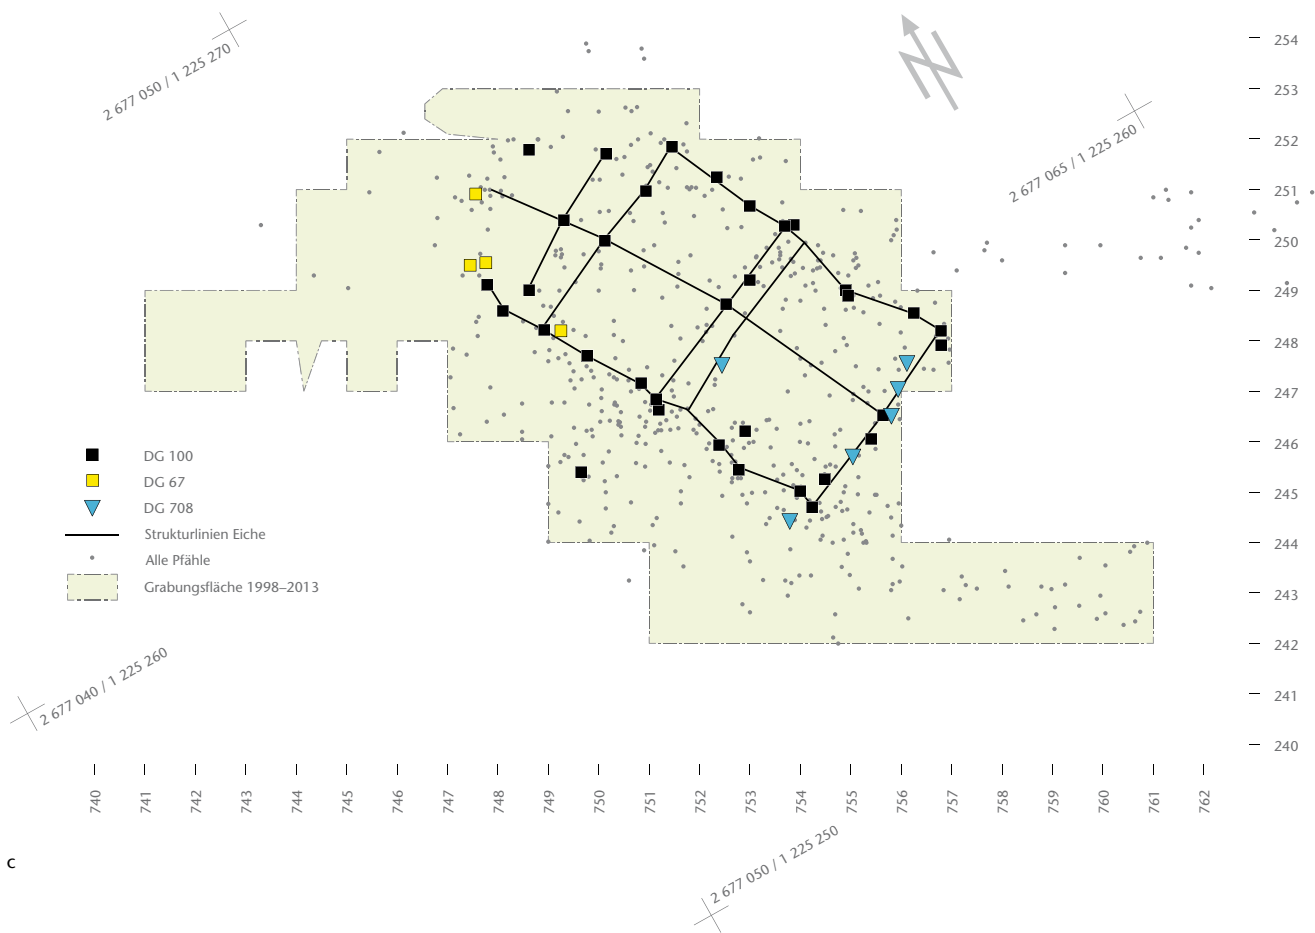 2 677 050 / 1 225 270
2 677 065 / 1 225 260
254
253
252
251
250
249
248
247
246
245
244
243
242
241
240
DG 100
DG 67
DG 708
Strukturlinien Eiche
Alle Pfähle
Grabungsfläche 1998–2013
2 677 040 / 1 225 260
740 741 742 743 744 745 746 747 748 749 750 751 752 753 754 755 756 757 758 759 760 761 762
2 677 050 / 1 225 250
C